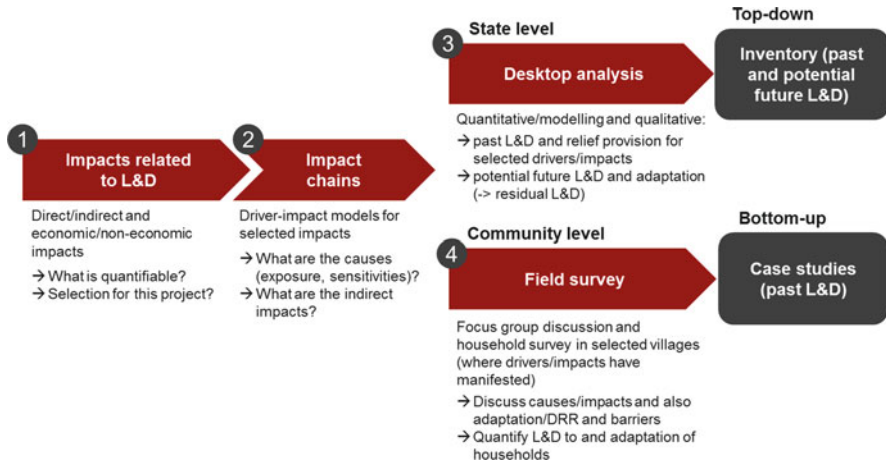 1
Impacts related
to L&D
Direct/indirect and
economic/non-economic
impacts
→ What is quantifiable?
→ Selection for this project?
2
Impact
chains
Driver-impact models for
selected impacts
→ What are the causes
(exposure, sensitivities)?
→ What are the indirect
impacts?
State level
3
Desktop analysis
Quantitative/modelling and qualitative:
→ past L&D and relief provision for
selected drivers/impacts
→ potential future L&D and adaptation
(-> residual L&D)
Top-down
Inventory (past
and potential
future L&D)
Community level
4
Field survey
Focus group discussion and
household survey in selected villages
(where drivers/impacts have
manifested)
→ Discuss causes/impacts and also
adaptation/DRR and barriers
→ Quantify L&D to and adaptation of
households
Bottom-up
Case studies
(past L&D)